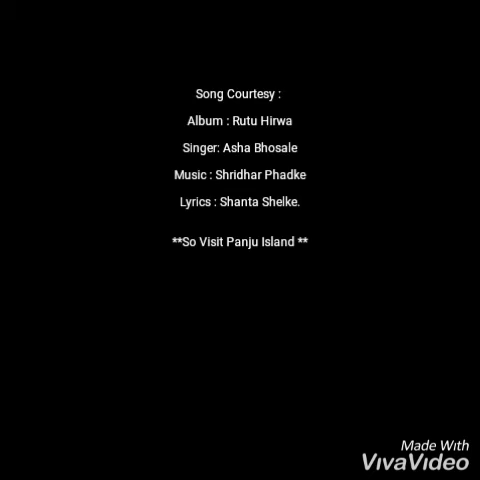 Song Courtesy :
Album : Rutu Hirwa
Singer: Asha Bhosale
Music : Shridhar Phadke
Lyrics : Shanta Shelke.
**So Visit Panju Island **
Made With
VivaVideo